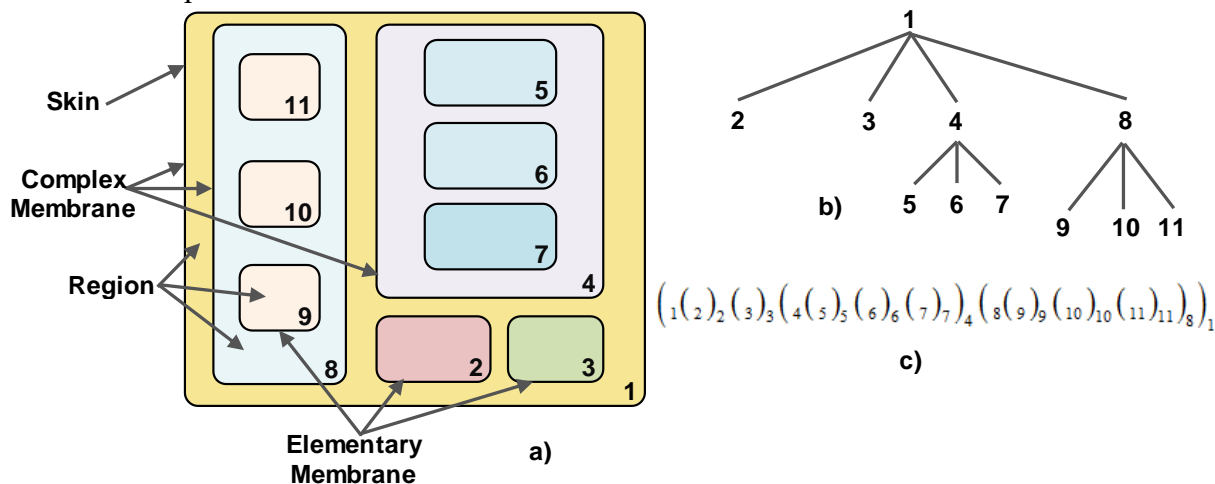 Skin
Complex
Membrane
Region
11
10
9
8
5
6
7
4
2
3
1
Elementary
Membrane
a)
1
2 3 4 8
5 6 7
9 10 11
b)
(1(2)2(3)3(4(5)5(6)6(7)7)4(8(9)9(10)10(11)11)8)1
c)